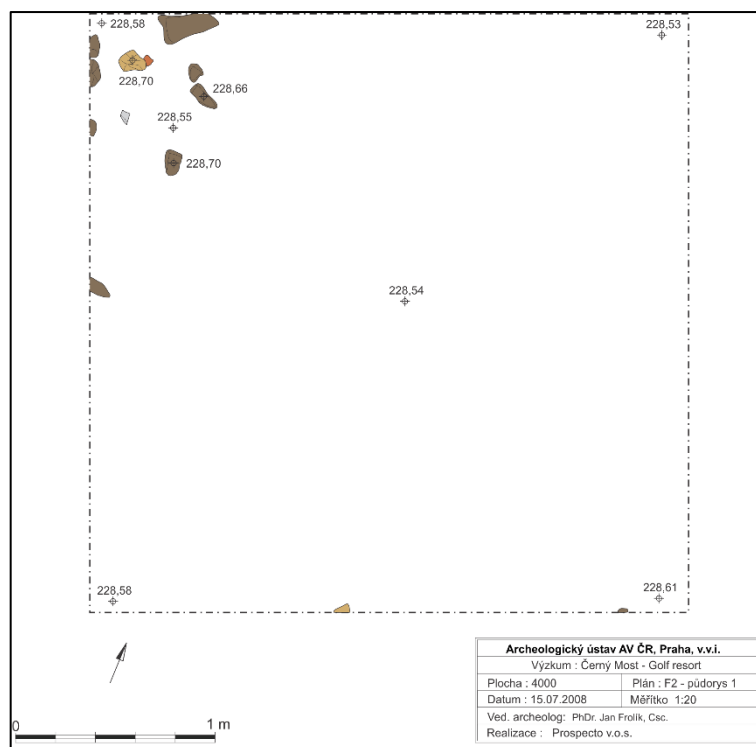 228,58
228,53
228,70
228,66
228,55
228,70
228,54
228,58
228,61
0
1 m
Archeologický ústav AV ČR, Praha, v.v.i.
Výzkum : Černý Most - Golf resort
Plocha : 4000 Plán : F2 - půdorys 1
Datum : 15.07.2008 Měřítko 1:20
Ved. archeolog: PhDr. Jan Frolík, Csc.
Realizace : Prospecto v.o.s.